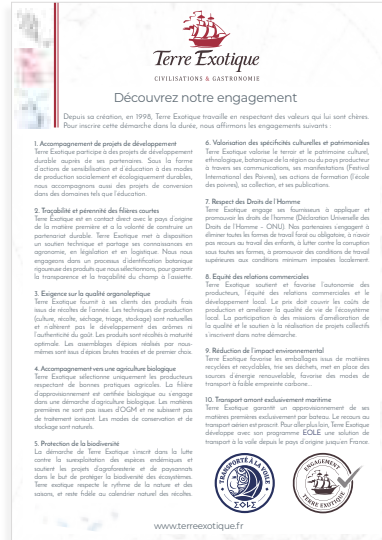 Terre Exotique
CIVILISATIONS & GASTRONOMIE
Découvrez notre engagement
Depuis sa création, en 1998, Terre Exotique travaille en respectant des valeurs qui lui sont chères.
Pour inscrire cette démarche dans la durée, nous affirmons les engagements suivants :
1. Accompagnement de projets de développement
Terre Exotique participe à des projets de développement
durable auprès de ses partenaires. Sous la forme
d'actions de sensibilisation et d'éducation à des modes
de production socialement et écologiquement durables,
nous accompagnons aussi des projets de conversion
dans des domaines tels que l'éducation.
2. Traçabilité et pérennité des filières courtes
Terre Exotique est en contact direct avec le pays d'origine
de la matière première et a la volonté de construire un
partenariat durable. Terre Exotique met à disposition
un soutien technique et partage ses connaissances en
agronomie, en législation et en logistique. Nous nous
engageons dans un processus d'identification botanique
rigoureuse des produits que nous sélectionnons, pour garantir
la transparence et la traçabilité du champ à l'assiette.
3. Exigence sur la qualité organoleptique
Terre Exotique fournit à ses clients des produits frais
issus de récoltes de l'année. Les techniques de production
(culture, récolte, séchage, triage, stockage) sont naturelles
et n'altèrent pas le développement des arômes ni
l'authenticité du goût. Les produits sont récoltés à maturité
optimale. Les assemblages d'épices réalisés par nous-
mêmes sont issus d'épices brutes tracées et de premier choix.
4. Accompagnement vers une agriculture biologique
Terre Exotique sélectionne uniquement les producteurs
respectant de bonnes pratiques agricoles. La filière
d'approvisionnement est certifiée biologique ou s'engage
dans une démarche d'agriculture biologique. Les matières
premières ne sont pas issues d'OGM et ne subissent pas
de traitement ionisant. Les modes de conservation et de
stockage sont naturels.
5. Protection de la biodiversité
La démarche de Terre Exotique s'inscrit dans la lutte
contre la surexploitation des espèces endémiques et
soutient les projets d'agroforesterie et de paysannats
dans le but de protéger la biodiversité des écosystèmes.
Terre exotique respecte le rythme de la nature et des
saisons, et reste fidèle au calendrier naturel des récoltes.
6. Valorisation des spécificités culturelles et patrimoniales
Terre Exotique valorise le terroir et le patrimoine culturel,
ethnologique, botanique de la région ou du pays producteur
à travers ses communications, ses manifestations (Festival
International des Poivres), ses actions de formation (l'école
des poivres), sa collection, et ses publications.
7. Respect des Droits de l'Homme
Terre Exotique engage ses fournisseurs à appliquer et
promouvoir les droits de l'homme (Déclaration Universelle des
Droits de l'Homme - ONU). Nos partenaires s'engagent à
éliminer toutes les formes de travail forcé ou obligatoire, à n'avoir
pas recours au travail des enfants, à lutter contre la corruption
sous toutes ses formes, à promouvoir des conditions de travail
supérieures aux conditions minimum imposées localement.
8. Equité des relations commerciales
Terre Exotique soutient et favorise l'autonomie des
producteurs, l'équité des relations commerciales et le
développement local. Le prix doit couvrir les coûts de
production et améliorer la qualité de vie de l'écosystème
local. La participation à des missions d'amélioration de
la qualité et le soutien à la réalisation de projets collectifs
s'inscrivent dans notre démarche.
9. Réduction de l'impact environnemental
Terre Exotique favorise les emballages issus de matières
recyclées et recyclables, trie ses déchets, met en place des
sources d'énergie renouvelable, favorise des modes de
transport à faible empreinte carbone...
10. Transport amont exclusivement maritime
Terre Exotique garantit un approvisionnement de ses
matières premières exclusivement par bateau. Le recours au
transport aérien est proscrit. Pour aller plus loin, Terre Exotique
développe avec son programme EOLE une solution de
transport à la voile depuis le pays d'origine jusqu'en France.
TRANSPORTÉ À LA VOILE
EOLE
ENGAGEMENT
TERRE EXOTIQUE
www.terreexotique.fr